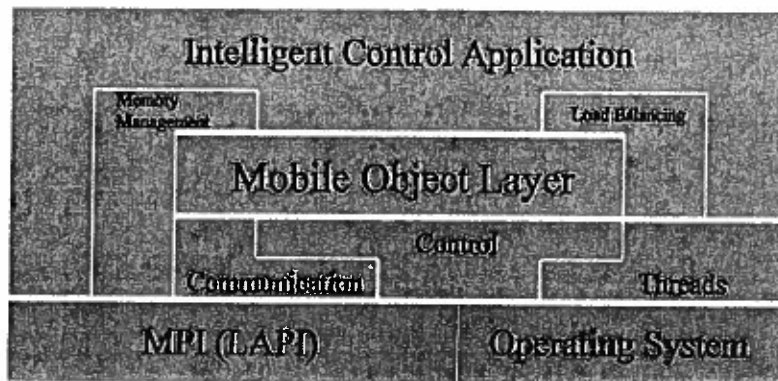 Intelligent Control Application
Memory
Management
Load Balancing
Mobile Object Layer
Control
Communication
Threads
MPI (LAPI)
Operating System